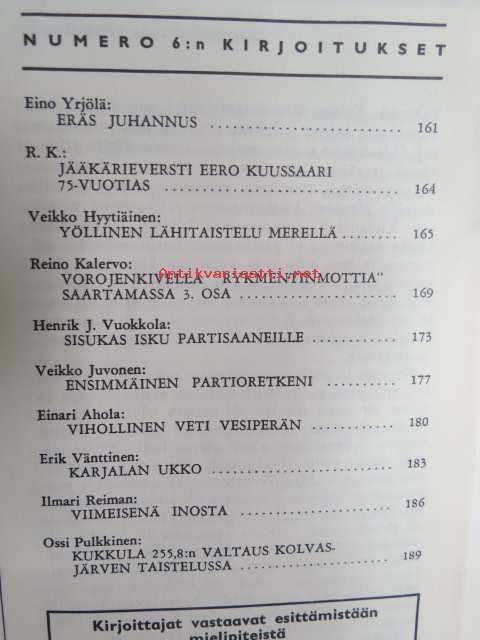 NUMERO 6:n KIRJOITUKSET
Eino Yrjölä:
ERÄS JUHANNUS .................... 161
R. K.:
JÄÄKÄRIEVERSTI EERO KUUSSAARI
75-VUOTIAS .......................... 164
Veikko Hyytiäinen:
YÖLLINEN LÄHITAISTELU MERELLÄ ........ 165
Reino Kalervo:
Antikvariaatti.net
VOROJENKIVELLÄ "RYKMENTINMOTTIA"
SAARTAMASSA 3. OSA .................. 169
Henrik J. Vuokkola:
SISUKAS ISKU PARTISAANEILLE .......... 173
Veikko Juvonen:
ENSIMMÄINEN PARTIORETKENI .......... 177
Einari Ahola:
VIHOLLINEN VETI VESIPERÄN ............ 180
Erik Vänttinen:
KARJALAN UKKO ...................... 183
Ilmari Reiman:
VIIMEISENÄ INOSTA .................... 186
Ossi Pulkkinen:
KUKKULA 255,8:n VALTAUS KOLVAS-
JÄRVEN TAISTELUSSA .................. 189
Kirjoittajat vastaavat esittämistään
mielipiteistä